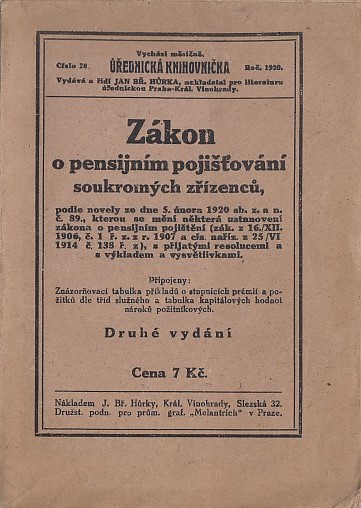 Vychází měsíčně.
Číslo 28. ÚŘEDNICKÁ KNIHOVNIČKA Roč. 1920.
Vydává a řídí JAN BŘ. HŮRKA, nakladatel pro literaturu
úřednickou Praha-Král. Vinohrady.
Zákon
o pensijním pojišťování
soukromých zřízenců,
podle novely ze dne 5. února 1920 sb. z. a n.
č. 89., kterou se mění některá ustanovení
zákona o pensijním pojištění (zák. z 16./XII.
1906, č. 1 ř. z. z r. 1907 a cís. naříz. z 25/VI
1914 č. 138 ř. z), s přijatými resolucemi a
s výkladem a vysvětlivkami.
Připojeny:
Znázorňovací tabulka příkladů o stupnicích prémií a po-
žitků dle tříd služného a tabulka kapitálových hodnot
nároků požitníkových.
Druhé vydání
Cena 7 Kč.
Nákladem J. Bř. Hůrky, Král. Vinohrady, Slezská 32.
Družst. podn. pro prům. graf. „Melantrich" v Praze.